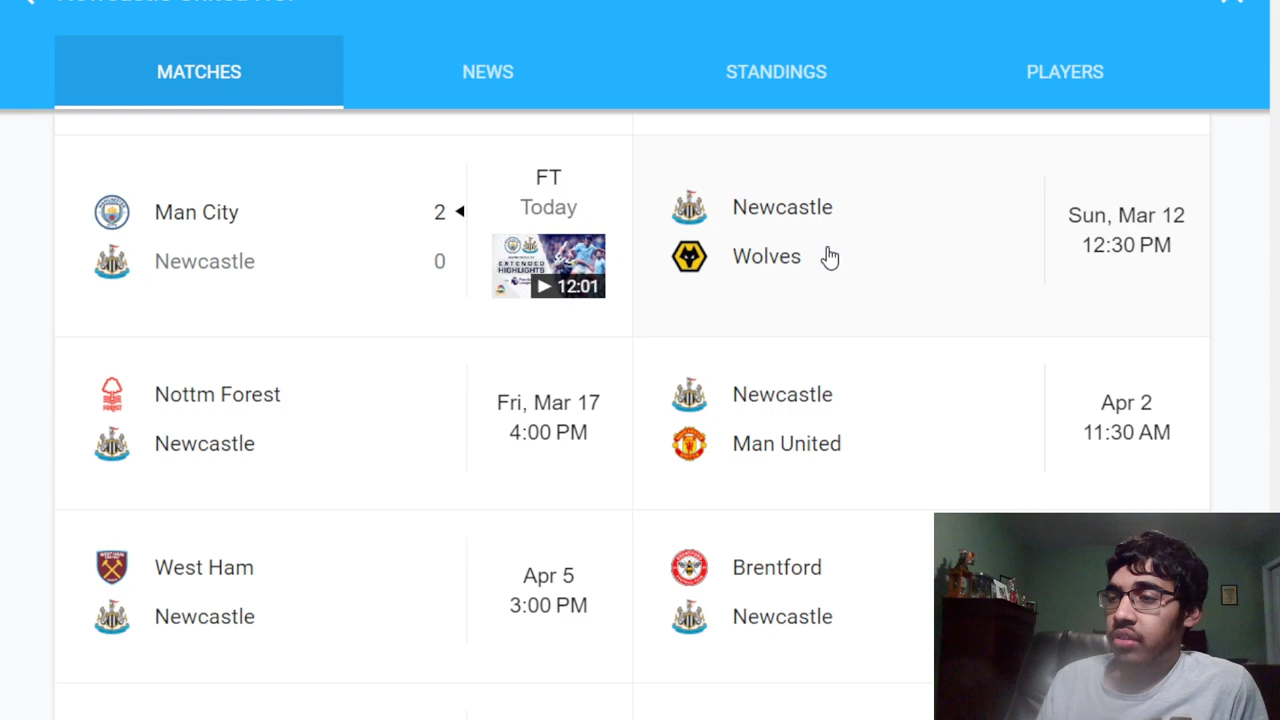 MATCHES
NEWS
STANDINGS
PLAYERS
Man City 2
Newcastle 0
FT
Today
EXTENDED
HIGHLIGHTS
12:01
Newcastle
Wolves
Sun, Mar 12
12:30 PM
Nottm Forest
Newcastle
Fri, Mar 17
4:00 PM
Newcastle
Man United
Apr 2
11:30 AM
West Ham
Newcastle
Apr 5
3:00 PM
Brentford
Newcastle